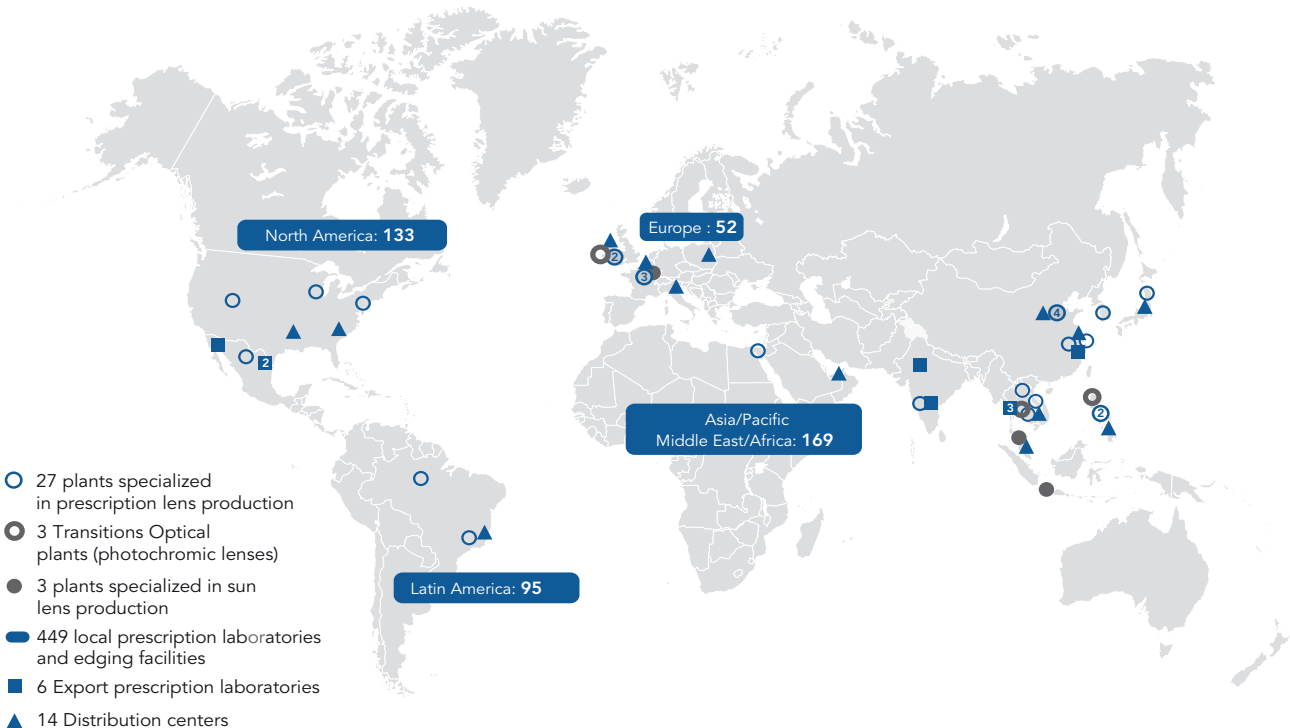 North America: 133
Europe : 52
2
3
4
2
Asia/Pacific
Middle East/Africa: 169
3
2
Latin America: 95
27 plants specialized
in prescription lens production
3 Transitions Optical
plants (photochromic lenses)
3 plants specialized in sun
lens production
449 local prescription laboratories
and edging facilities
6 Export prescription laboratories
14 Distribution centers